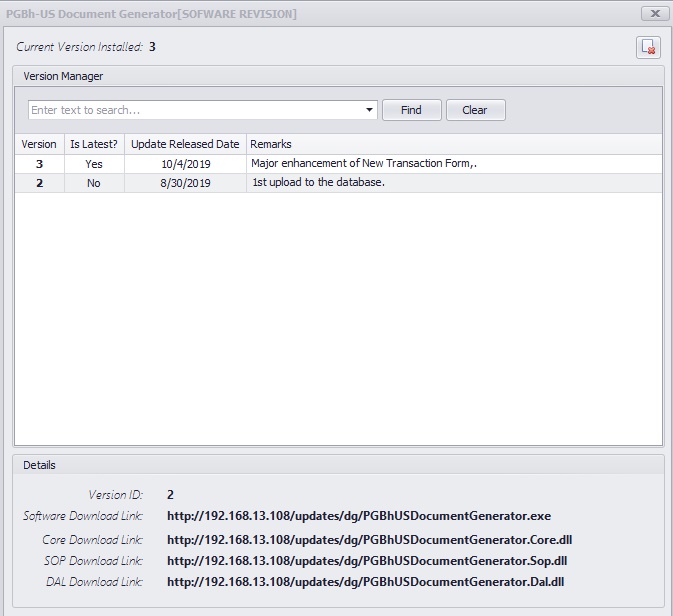 PGBh-US Document Generator[SOFWARE REVISION]
Current Version Installed: 3
Version Manager
Enter text to search... Find Clear
Version Is Latest? Update Released Date Remarks
3 Yes 10/4/2019 Major enhancement of New Transaction Form,.
2 No 8/30/2019 1st upload to the database.
Details
Version ID: 2
Software Download Link: http://192.168.13.108/updates/dg/PGBhUSDocumentGenerator.exe
Core Download Link: http://192.168.13.108/updates/dg/PGBhUSDocumentGenerator.Core.dll
SOP Download Link: http://192.168.13.108/updates/dg/PGBhUSDocumentGenerator.Sop.dll
DAL Download Link: http://192.168.13.108/updates/dg/PGBhUSDocumentGenerator.Dal.dll